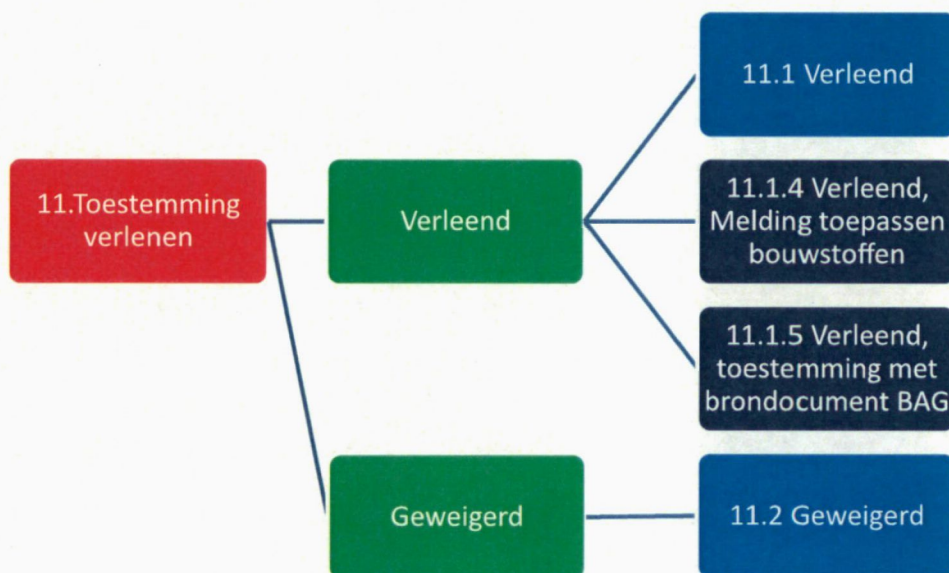 11.Toestemming
verlenen
Verleend
11.1 Verleend
11.1.4 Verleend,
Melding toepassen
bouwstoffen
11.1.5 Verleend,
toestemming met
brondocument BAG
Geweigerd
11.2 Geweigerd